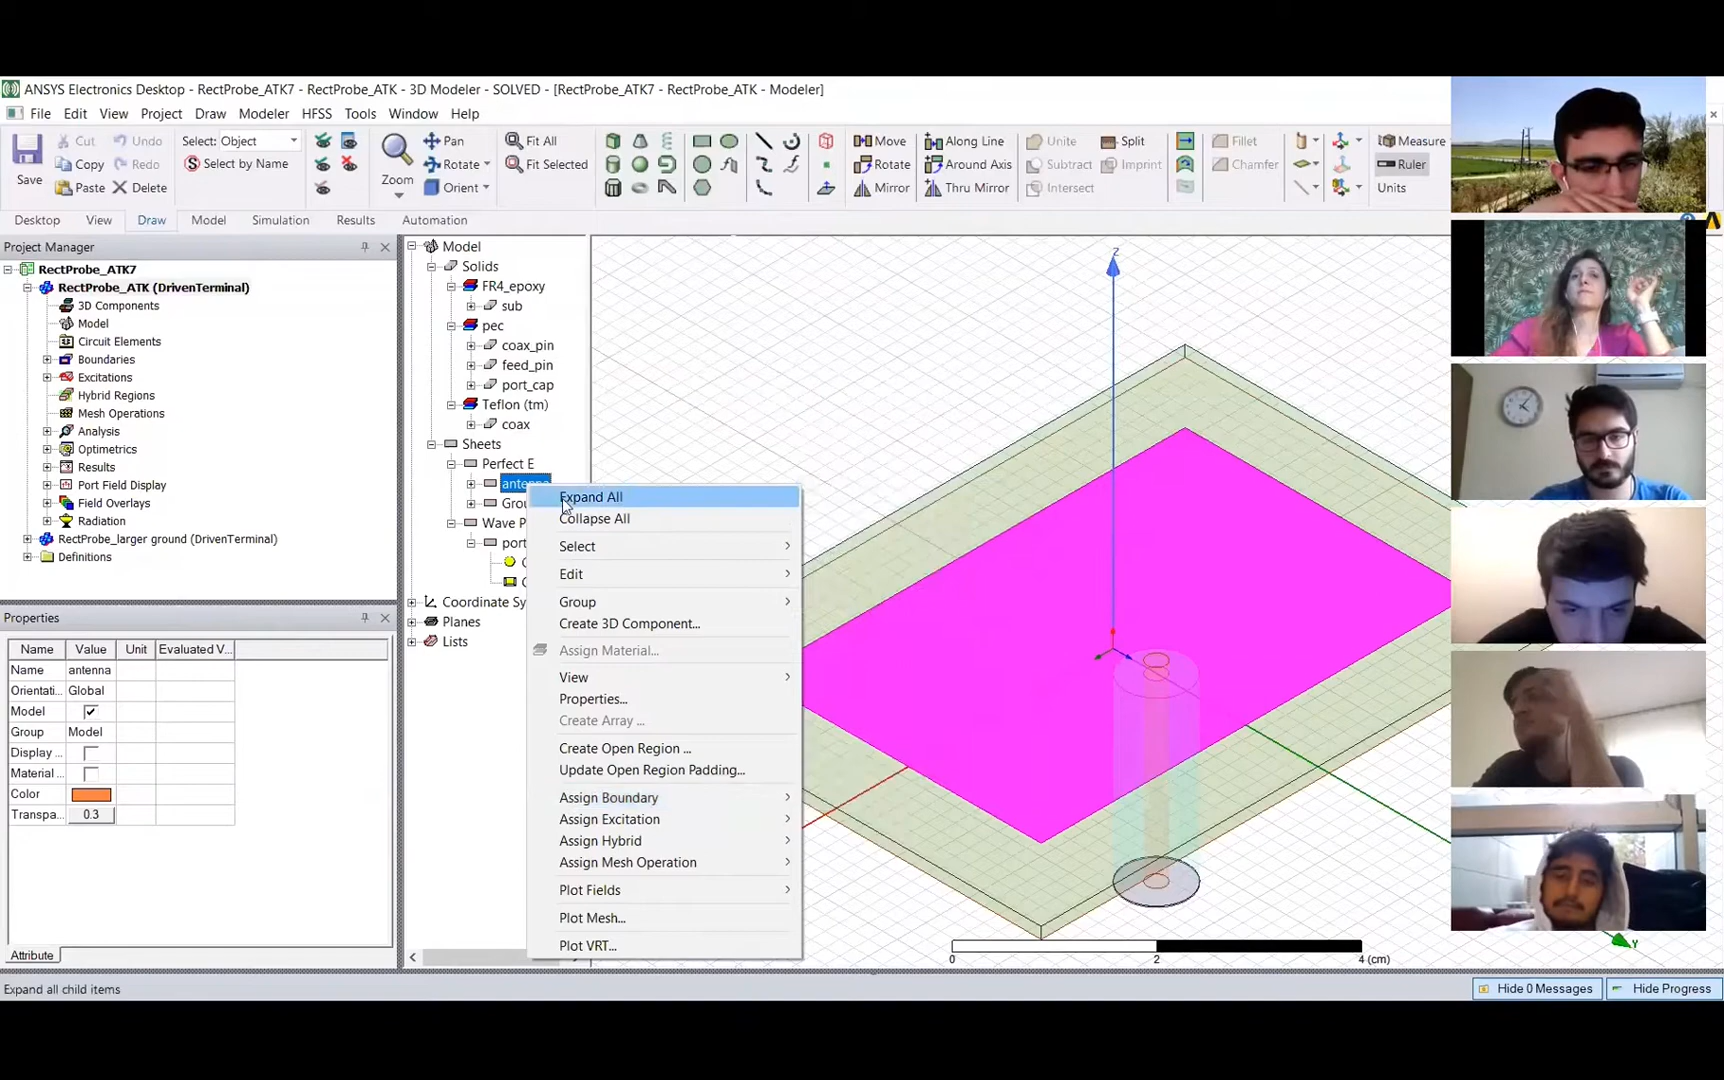 ANSYS Electronics Desktop - RectProbe_ATK7 - RectProbe_ATK - 3D Modeler - SOLVED - [RectProbe_ATK7 - RectProbe_ATK - Modeler]
File Edit View Project Draw Modeler HFSS Tools Window Help
Save
Cut
Copy
Paste
Undo
Redo
Delete
Select: Object
Select by Name
Zoom
Pan
Rotate
Orient
Fit All
Fit Selected
Move
Rotate
Mirror
Along Line
Around Axis
Thru Mirror
Unite
Subtract
Intersect
Split
Imprint
Fillet
Chamfer
Measure
Ruler
Units
Desktop View Draw Model Simulation Results Automation
Project Manager
RectProbe_ATK7
RectProbe_ATK (DrivenTerminal)
3D Components
Model
Circuit Elements
Boundaries
Excitations
Hybrid Regions
Mesh Operations
Analysis
Optimetrics
Results
Port Field Display
Field Overlays
Radiation
RectProbe_larger ground (DrivenTerminal)
Definitions
Properties
Name Value Unit Evaluated V...
Name antenna
Orientati... Global
Model
Group Model
Display ...
Material ...
Color
Transpa... 0.3
Attribute
Model
Solids
FR4_epoxy
sub
pec
coax_pin
feed_pin
port_cap
Teflon (tm)
coax
Sheets
Perfect E
antenna
Grou
Wave P
port
Coordinate Sy
Planes
Lists
Expand All
Collapse All
Select
Edit
Group
Create 3D Component...
Assign Material...
View
Properties...
Create Array ...
Create Open Region ...
Update Open Region Padding...
Assign Boundary
Assign Excitation
Assign Hybrid
Assign Mesh Operation
Plot Fields
Plot Mesh...
Plot VRT...
Z
Y
0 2 4 (cm)
Expand all child items
Hide 0 Messages
Hide Progress